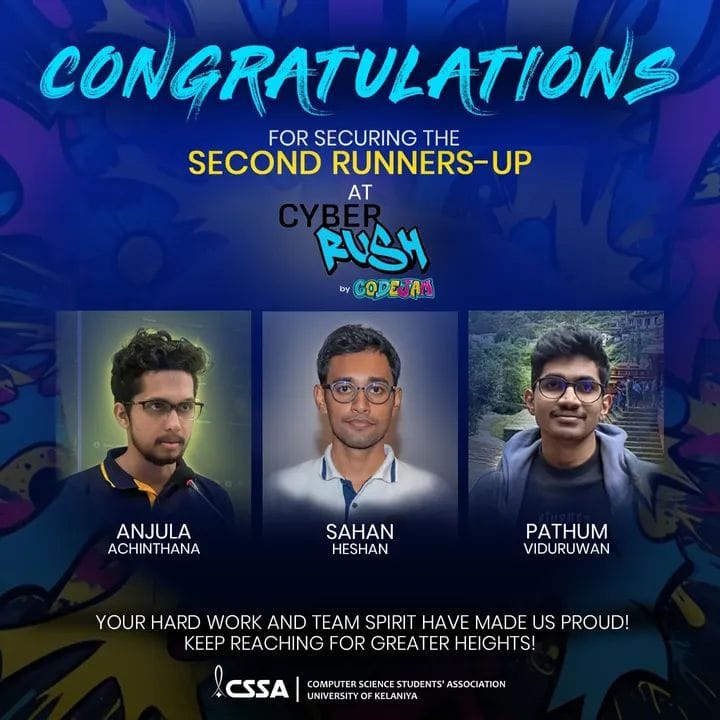 CONGRATULATIONS
FOR SECURING THE
SECOND RUNNERS-UP
AT
CYBER
RUSH
by CODEJAM
ANJULA
ACHINTHANA
SAHAN
HESHAN
PATHUM
VIDURUWAN
YOUR HARD WORK AND TEAM SPIRIT HAVE MADE US PROUD!
KEEP REACHING FOR GREATER HEIGHTS!
CSSA
COMPUTER SCIENCE STUDENTS' ASSOCIATION
UNIVERSITY OF KELANIYA